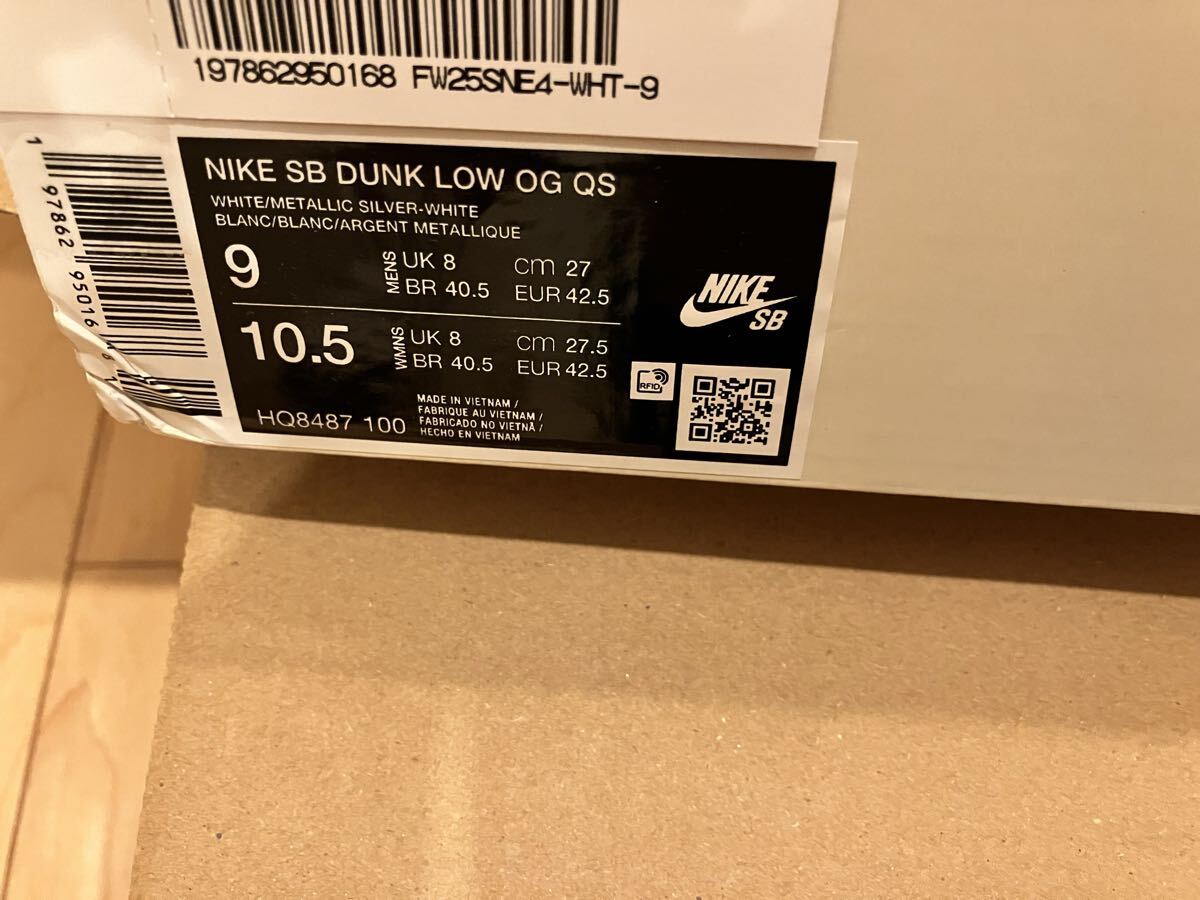 197862950168 FW25SNE4-WHT-9
1 97862 95016
NIKE SB DUNK LOW OG QS
WHITE/METALLIC SILVER-WHITE
BLANC/BLANC/ARGENT METALLIQUE
9 MENS UK 8 cm 27
BR 40.5 EUR 42.5
10.5 WMNS UK 8 cm 27.5
BR 40.5 EUR 42.5
HQ8487 100
MADE IN VIETNAM /
FABRIQUE AU VIETNAM /
FABRICADO NO VIETNÃ /
HECHO EN VIETNAM
NIKE
SB
RFID